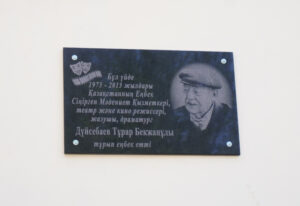 Бұл үйде
1975 - 2015 жылдары
Қазақстанның Еңбек
Сіңірген Мәдениет Қызметкері,
театр және кино режиссері,
жазушы, драматург
Дүйсебаев Тұрар Бекжанұлы
тұрып еңбек етті